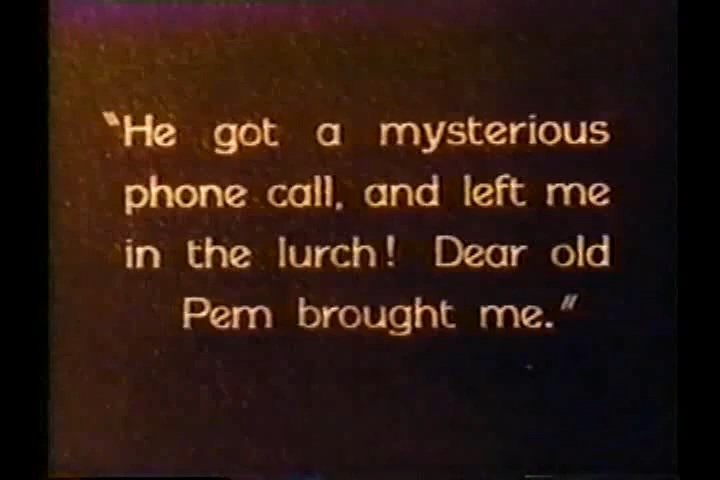 “He got a mysterious
phone call, and left me
in the lurch! Dear old
Pem brought me.”